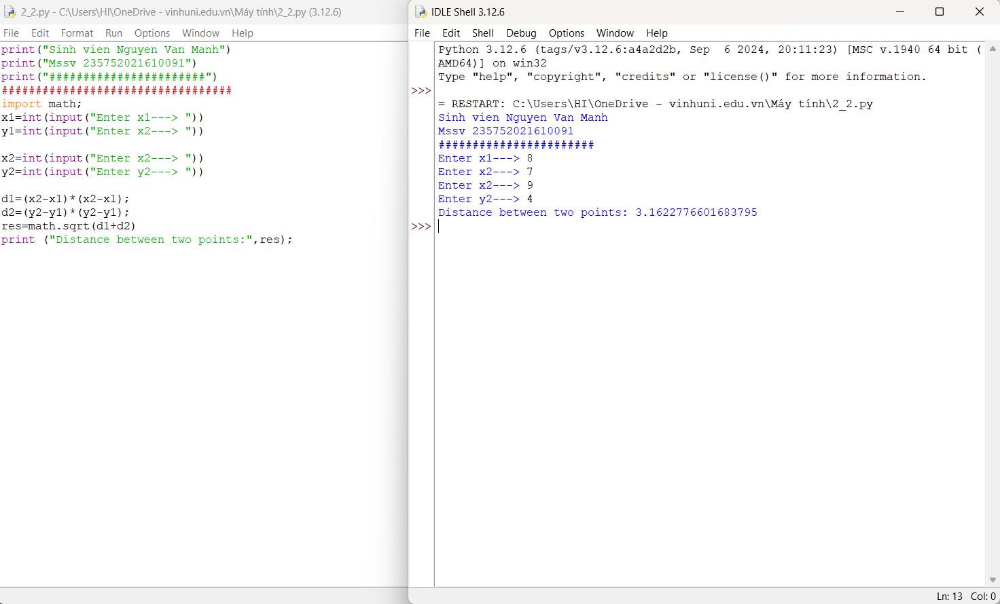 2_2.py - C:\Users\HI\OneDrive - vinhuni.edu.vn\Máy tính\2_2.py (3.12.6)
File Edit Format Run Options Window Help
print("Sinh vien Nguyen Van Manh")
print("Mssv 235752021610091")
print("#######################")
##################################
import math;
x1=int(input("Enter x1---> "))
y1=int(input("Enter x2---> "))
x2=int(input("Enter x2---> "))
y2=int(input("Enter y2---> "))
d1=(x2-x1)*(x2-x1);
d2=(y2-y1)*(y2-y1);
res=math.sqrt(d1+d2)
print ("Distance between two points:",res);
IDLE Shell 3.12.6
File Edit Shell Debug Options Window Help
Python 3.12.6 (tags/v3.12.6:a4a2d2b, Sep  6 2024, 20:11:23) [MSC v.1940 64 bit (
AMD64)] on win32
Type "help", "copyright", "credits" or "license()" for more information.
>>>
= RESTART: C:\Users\HI\OneDrive - vinhuni.edu.vn\Máy tính\2_2.py
Sinh vien Nguyen Van Manh
Mssv 235752021610091
#######################
Enter x1---> 8
Enter x2---> 7
Enter x2---> 9
Enter y2---> 4
Distance between two points: 3.1622776601683795
>>>
Ln: 13 Col: 0